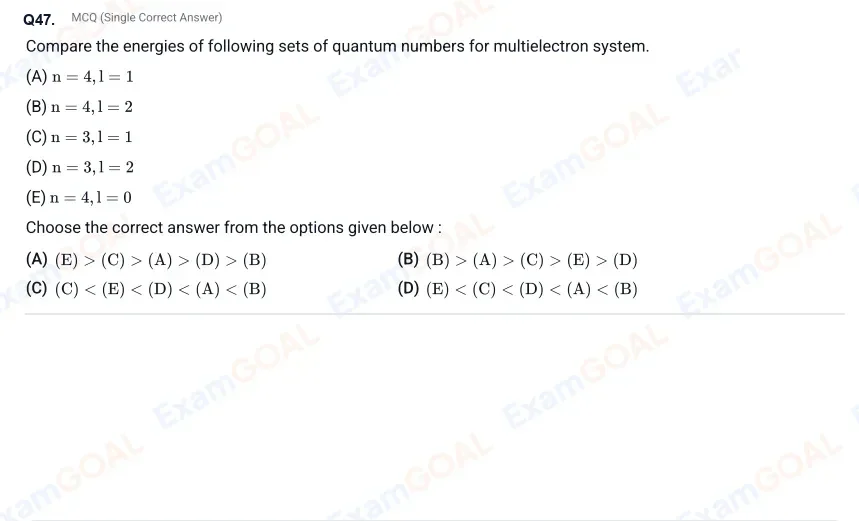 Q47. MCQ (Single Correct Answer)
Compare the energies of following sets of quantum numbers for multielectron system.
(A) n = 4, l = 1
(B) n = 4, l = 2
(C) n = 3, l = 1
(D) n = 3, l = 2
(E) n = 4, l = 0
Choose the correct answer from the options given below :
(A) (E) > (C) > (A) > (D) > (B) (B) (B) > (A) > (C) > (E) > (D)
(C) (C) < (E) < (D) < (A) < (B) (D) (E) < (C) < (D) < (A) < (B)
ExamGOAL